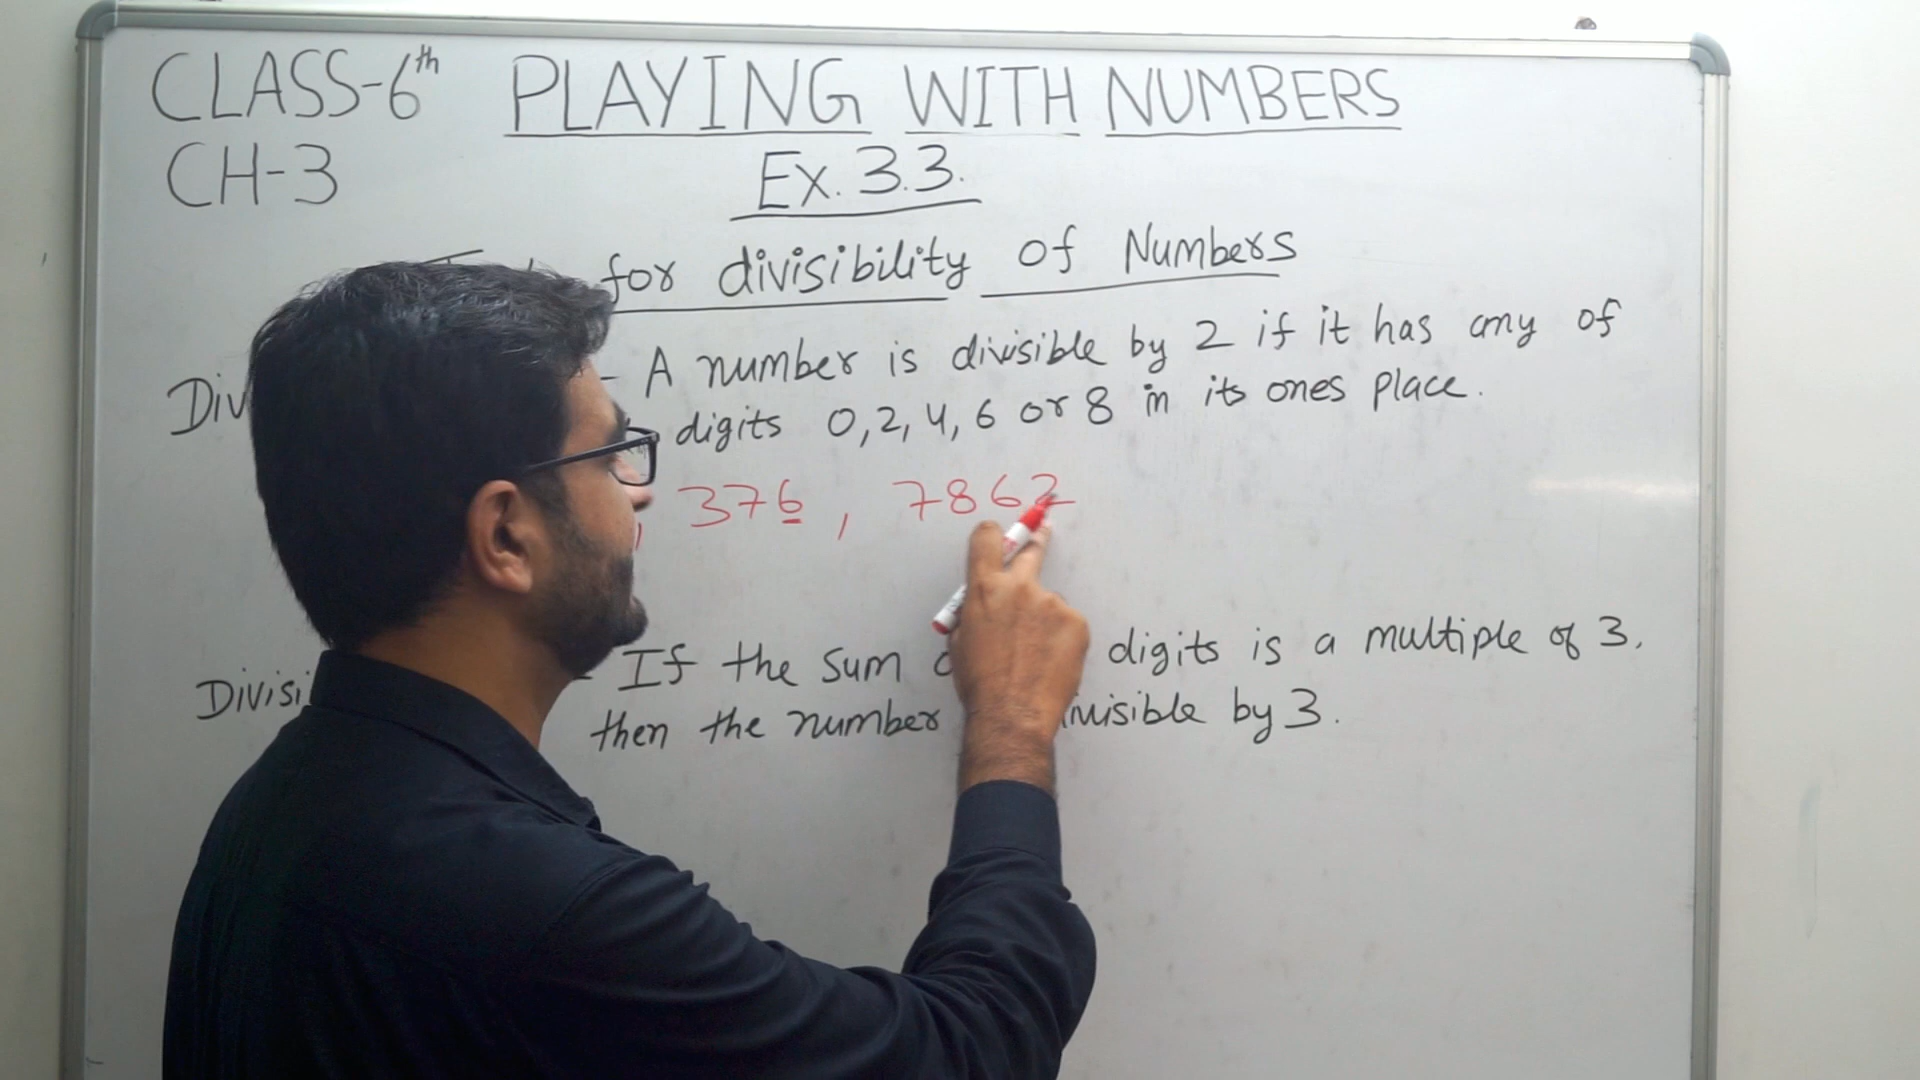 CLASS-6th PLAYING WITH NUMBERS
CH-3
Ex. 3.3.
for divisibility of Numbers
- A number is divisible by 2 if it has any of
digits 0,2,4,6 or 8 in its ones place.
, 376 , 7862
If the sum digits is a multiple of 3.
then the number by 3.